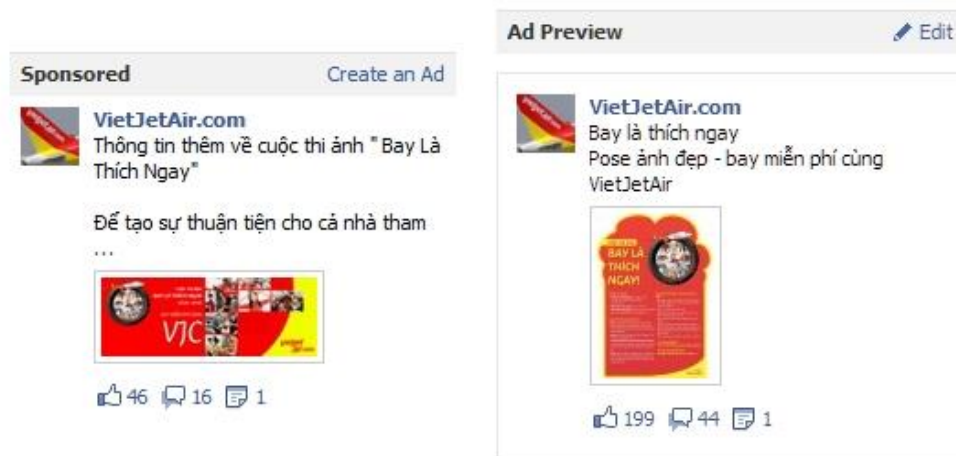 Sponsored
Create an Ad
VietJetAir.com
Thông tin thêm về cuộc thi ảnh "Bay Là
Thích Ngay"
Để tạo sự thuận tiện cho cả nhà tham
...
VJC
46 16 1
Ad Preview
Edit
VietJetAir.com
Bay là thích ngay
Pose ảnh đẹp - bay miễn phí cùng
VietJetAir
BAY LÀ
THÍCH
NGAY!
199 44 1